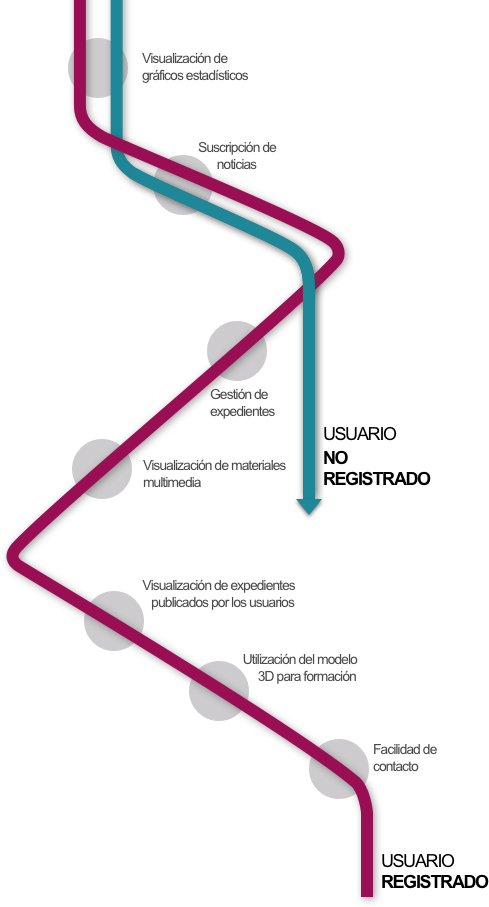 Visualización de
gráficos estadísticos
Suscripción de
noticias
Gestión de
expedientes
USUARIO
NO
REGISTRADO
Visualización de materiales
multimedia
Visualización de expedientes
publicados por los usuarios
Utilización del modelo
3D para formación
Facilidad de
contacto
USUARIO
REGISTRADO